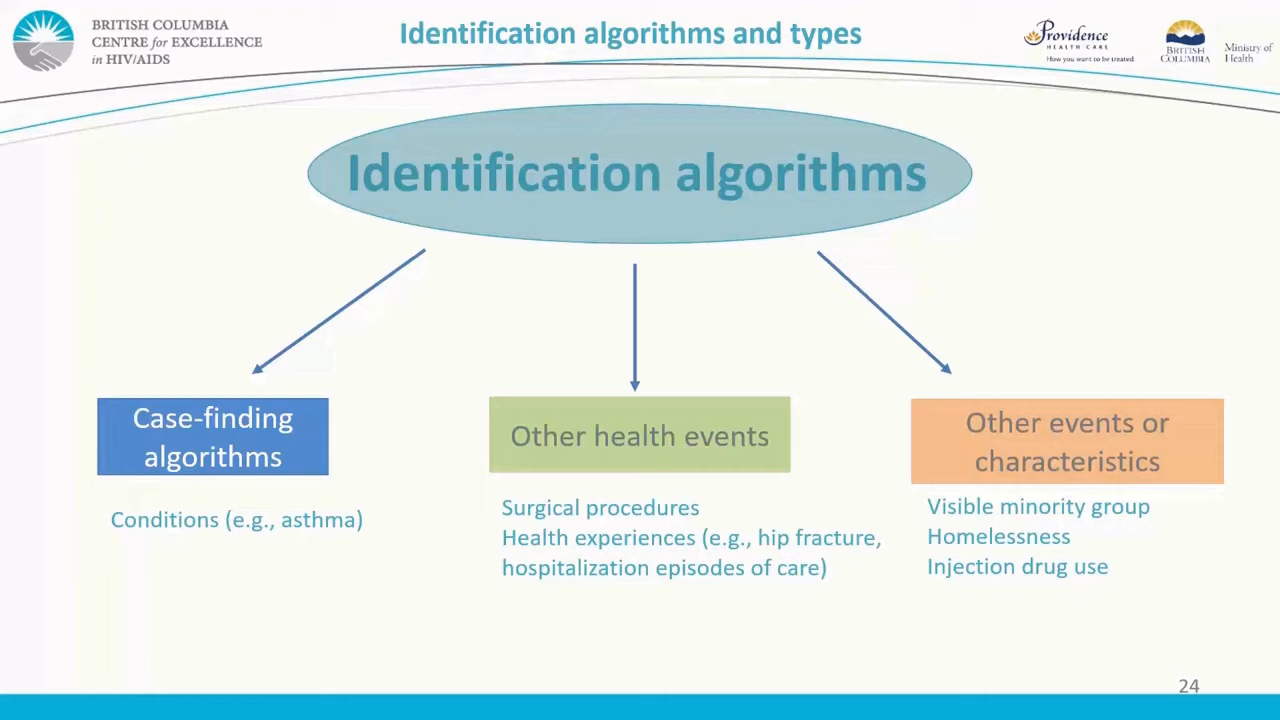 BRITISH COLUMBIA
CENTRE for EXCELLENCE
in HIV/AIDS
Identification algorithms and types
Providence
HEALTH CARE
How you want to be treated
BRITISH
COLUMBIA
Ministry of
Health
Identification algorithms
Case-finding
algorithms
Conditions (e.g., asthma)
Other health events
Surgical procedures
Health experiences (e.g., hip fracture,
hospitalization episodes of care)
Other events or
characteristics
Visible minority group
Homelessness
Injection drug use
24